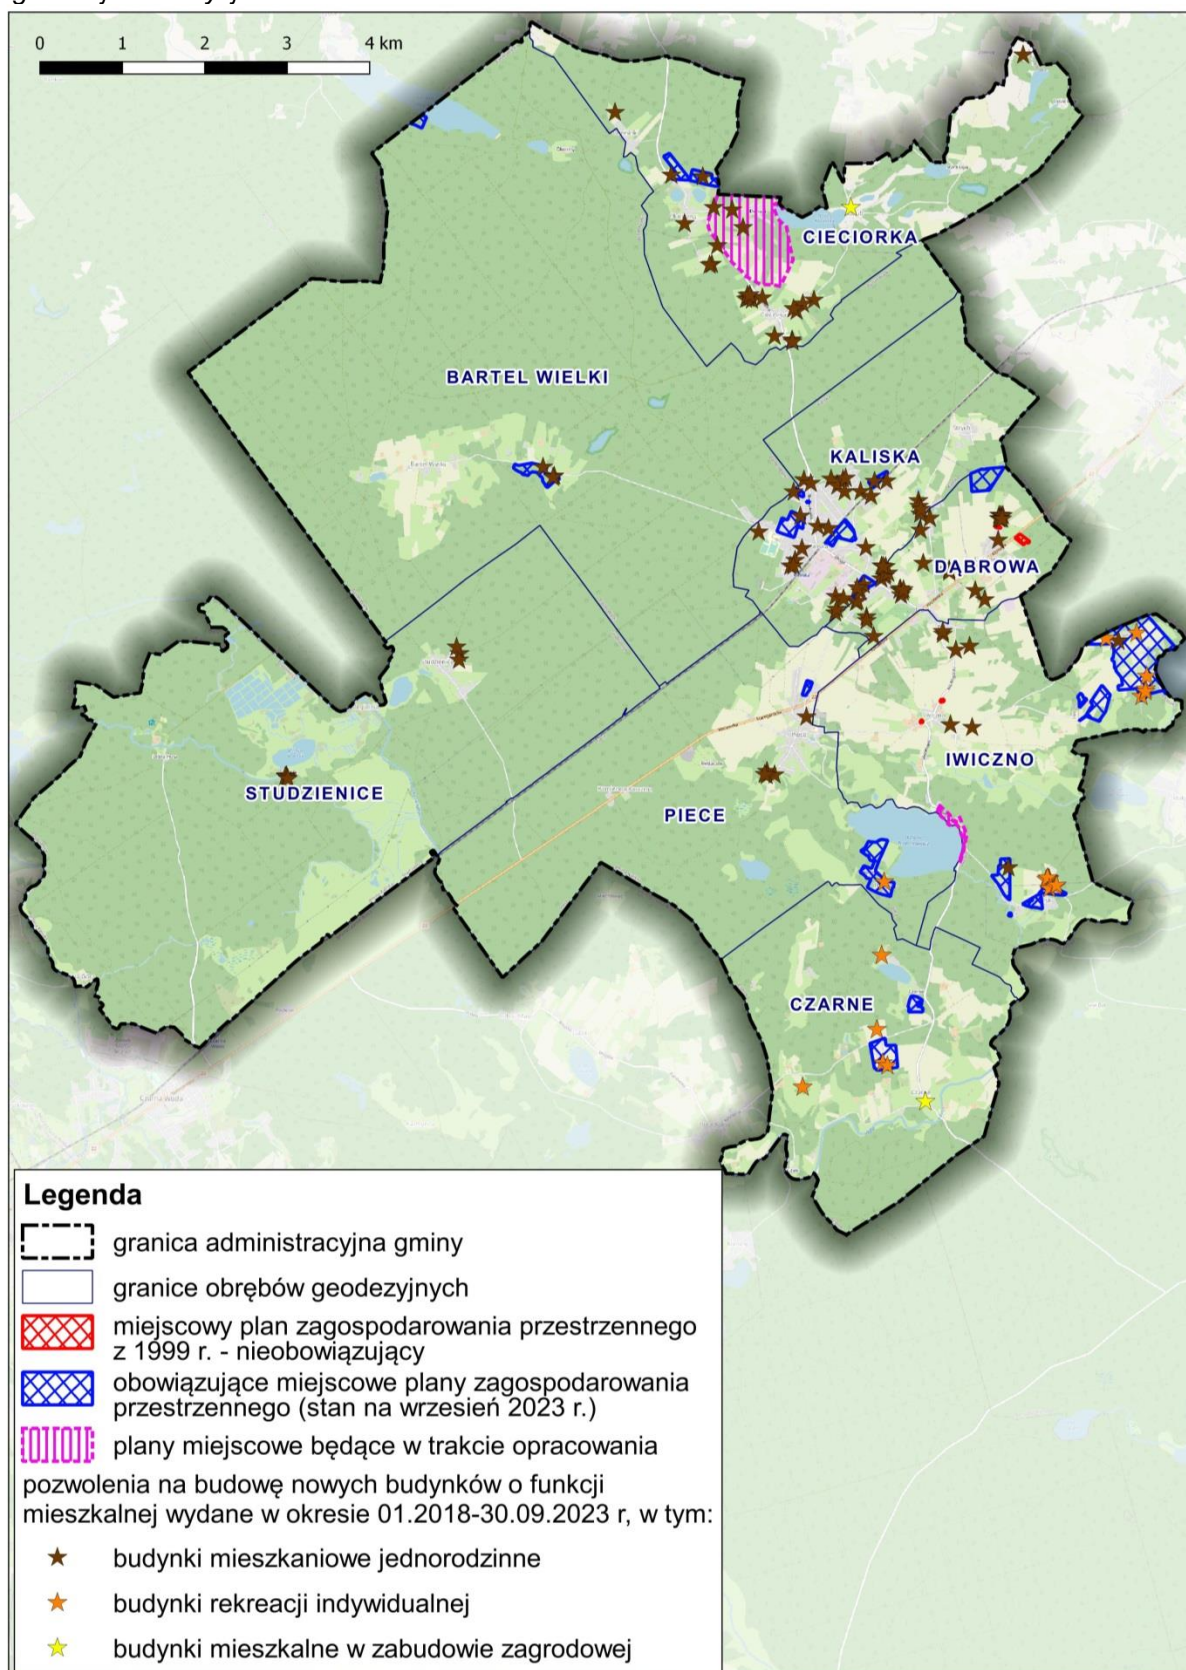 0 1 2 3 4 km
CIECIORKA
BARTEL WIELKI
KALISKA
DĄBROWA
IWICZNO
STUDZIENICE
PIECE
CZARNE
Legenda
granica administracyjna gminy
granice obrębów geodezyjnych
miejscowy plan zagospodarowania przestrzennego
z 1999 r. - nieobowiązujący
obowiązujące miejscowe plany zagospodarowania
przestrzennego (stan na wrzesień 2023 r.)
plany miejscowe będące w trakcie opracowania
pozwolenia na budowę nowych budynków o funkcji
mieszkalnej wydane w okresie 01.2018-30.09.2023 r, w tym:
budynki mieszkaniowe jednorodzinne
budynki rekreacji indywidualnej
budynki mieszkalne w zabudowie zagrodowej